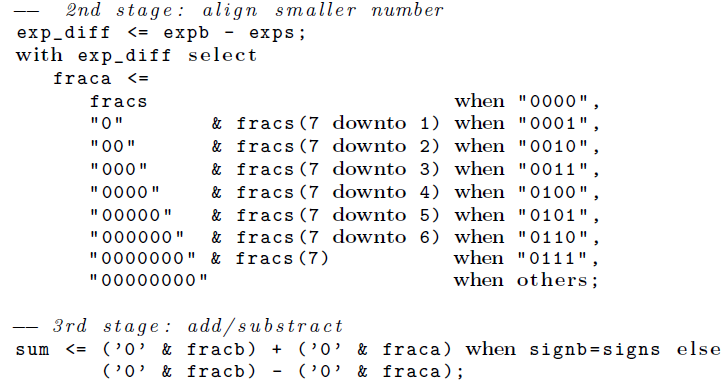 -- 2nd stage: align smaller number
exp_diff <= expb - exps;
with exp_diff select
fraca <=
fracs when "0000",
"0" & fracs(7 downto 1) when "0001",
"00" & fracs(7 downto 2) when "0010",
"000" & fracs(7 downto 3) when "0011",
"0000" & fracs(7 downto 4) when "0100",
"00000" & fracs(7 downto 5) when "0101",
"000000" & fracs(7 downto 6) when "0110",
"0000000" & fracs(7) when "0111",
"00000000" when others;
-- 3rd stage: add/substract
sum <= ('0' & fracb) + ('0' & fraca) when signb=signs else
('0' & fracb) - ('0' & fraca);